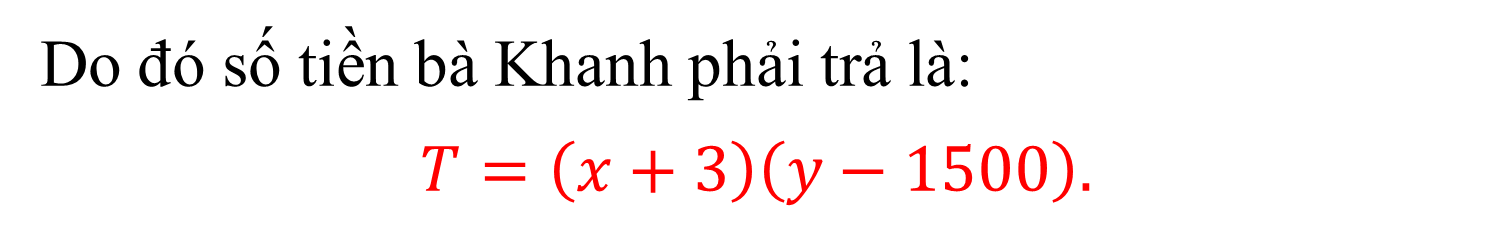 Do đó số tiền bà Khanh phải trả là:
T = (x + 3)(y − 1500).